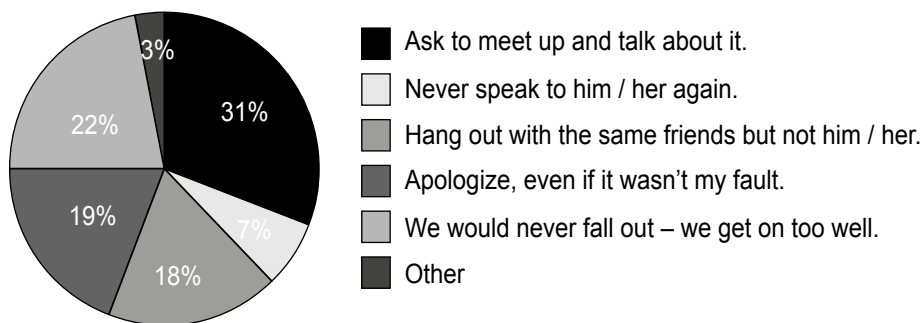 3%
31%
22%
7%
19%
18%
Ask to meet up and talk about it.
Never speak to him / her again.
Hang out with the same friends but not him / her.
Apologize, even if it wasn’t my fault.
We would never fall out – we get on too well.
Other